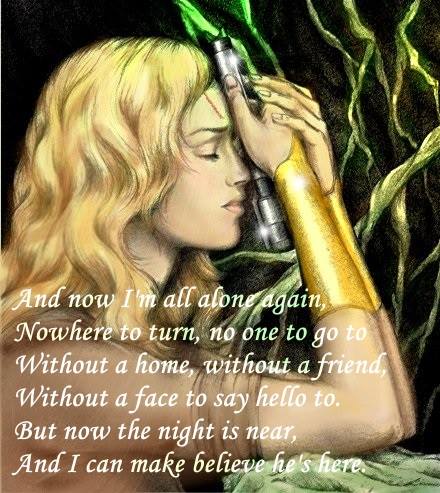 And now I'm all alone again,
Nowhere to turn, no one to go to
Without a home, without a friend,
Without a face to say hello to.
But now the night is near,
And I can make believe he's here.